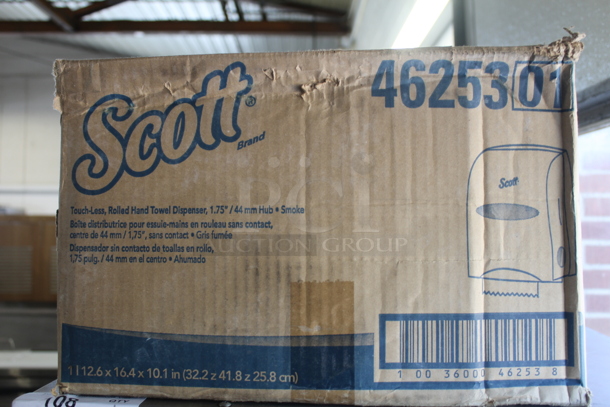 Scott®
Brand
46253 01
Touch-Less, Rolled Hand Towel Dispenser, 1.75" / 44 mm Hub • Smoke
Boîte distributrice pour essuie-mains en rouleau sans contact,
centre de 44 mm / 1,75", sans contact • Gris fumée
Dispensador sin contacto de toallas en rollo,
1,75 pulg. / 44 mm en el centro • Ahumado
Scott
CTION GROUP
1 | 12.6 x 16.4 x 10.1 in (32.2 x 41.8 x 25.8 cm)
1 00 36000 46253 8
QTY